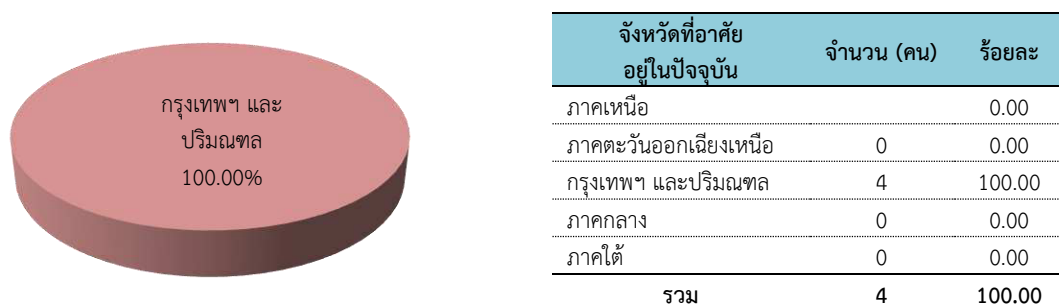 กรุงเทพฯ และ
ปริมณฑล
100.00%
จังหวัดที่อาศัย
อยู่ในปัจจุบัน จำนวน (คน) ร้อยละ
ภาคเหนือ 0.00
ภาคตะวันออกเฉียงเหนือ 0 0.00
กรุงเทพฯ และปริมณฑล 4 100.00
ภาคกลาง 0 0.00
ภาคใต้ 0 0.00
รวม 4 100.00